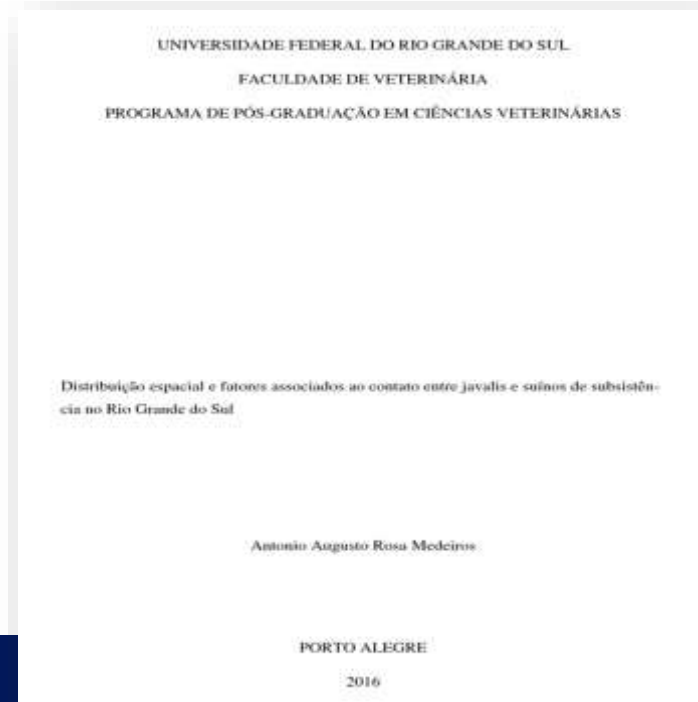 UNIVERSIDADE FEDERAL DO RIO GRANDE DO SUL
FACULDADE DE VETERINÁRIA
PROGRAMA DE PÓS-GRADUAÇÃO EM CIÊNCIAS VETERINÁRIAS
Distribuição espacial e fatores associados ao contato entre javalis e suínos de subsistên-
cia no Rio Grande do Sul
Antonio Augusto Rosa Medeiros
PORTO ALEGRE
2016